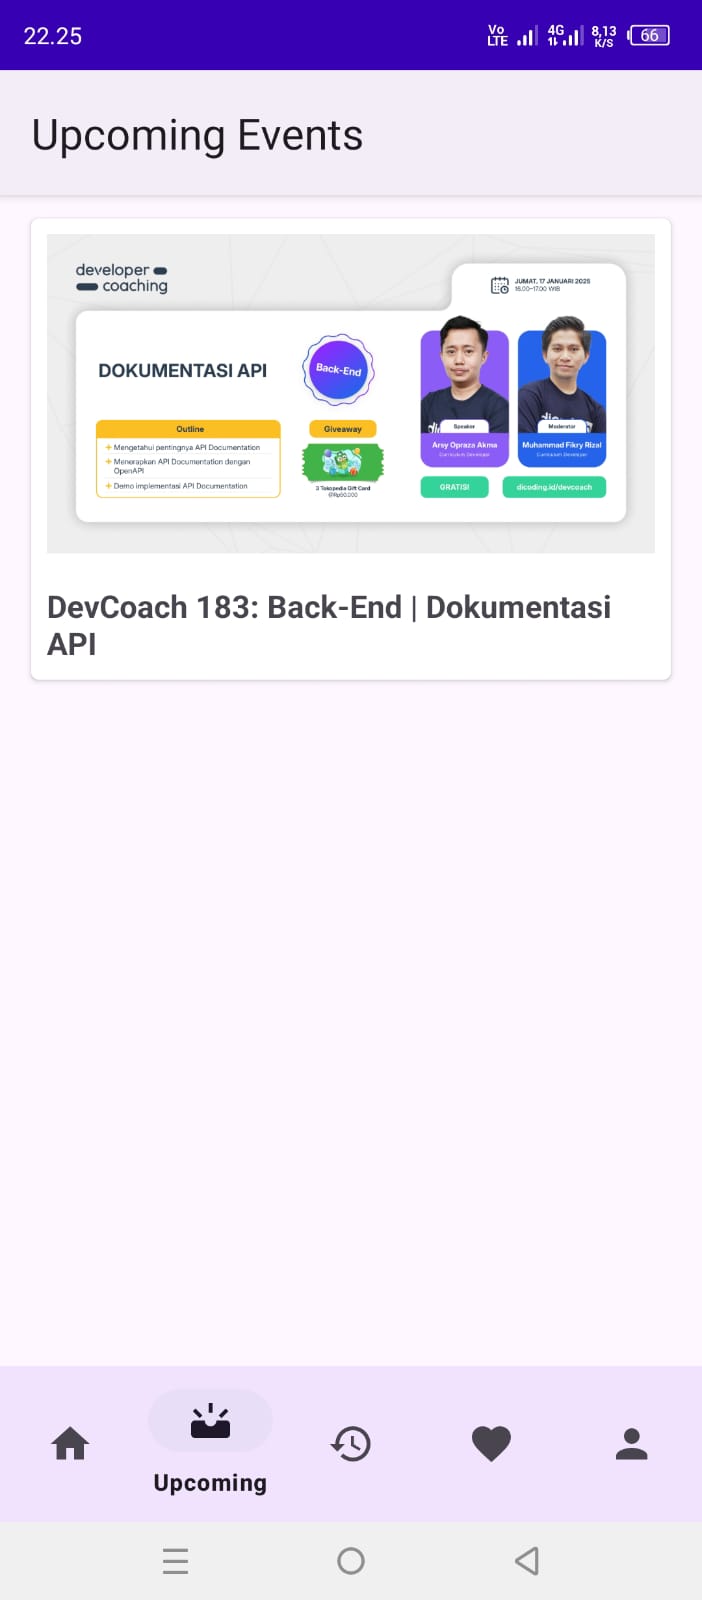 22.25
Vo
LTE
4G
8,13
K/S
66
Upcoming Events
developer
coaching
JUMAT, 17 JANUARI 2025
16.00-17.00 WIB
DOKUMENTASI API
Back-End
Outline
+ Mengetahui pentingnya API Documentation
+ Menerapkan API Documentation dengan
OpenAPI
+ Demo implementasi API Documentation
Giveaway
3 Tokopedia Gift Card
@Rp50.000
Speaker
Arsy Opraza Akma
Curriculum Developer
Moderator
Muhammad Fikry Rizal
Curriculum Developer
GRATIS!
dicoding.id/devcoach
DevCoach 183: Back-End | Dokumentasi
API
Upcoming